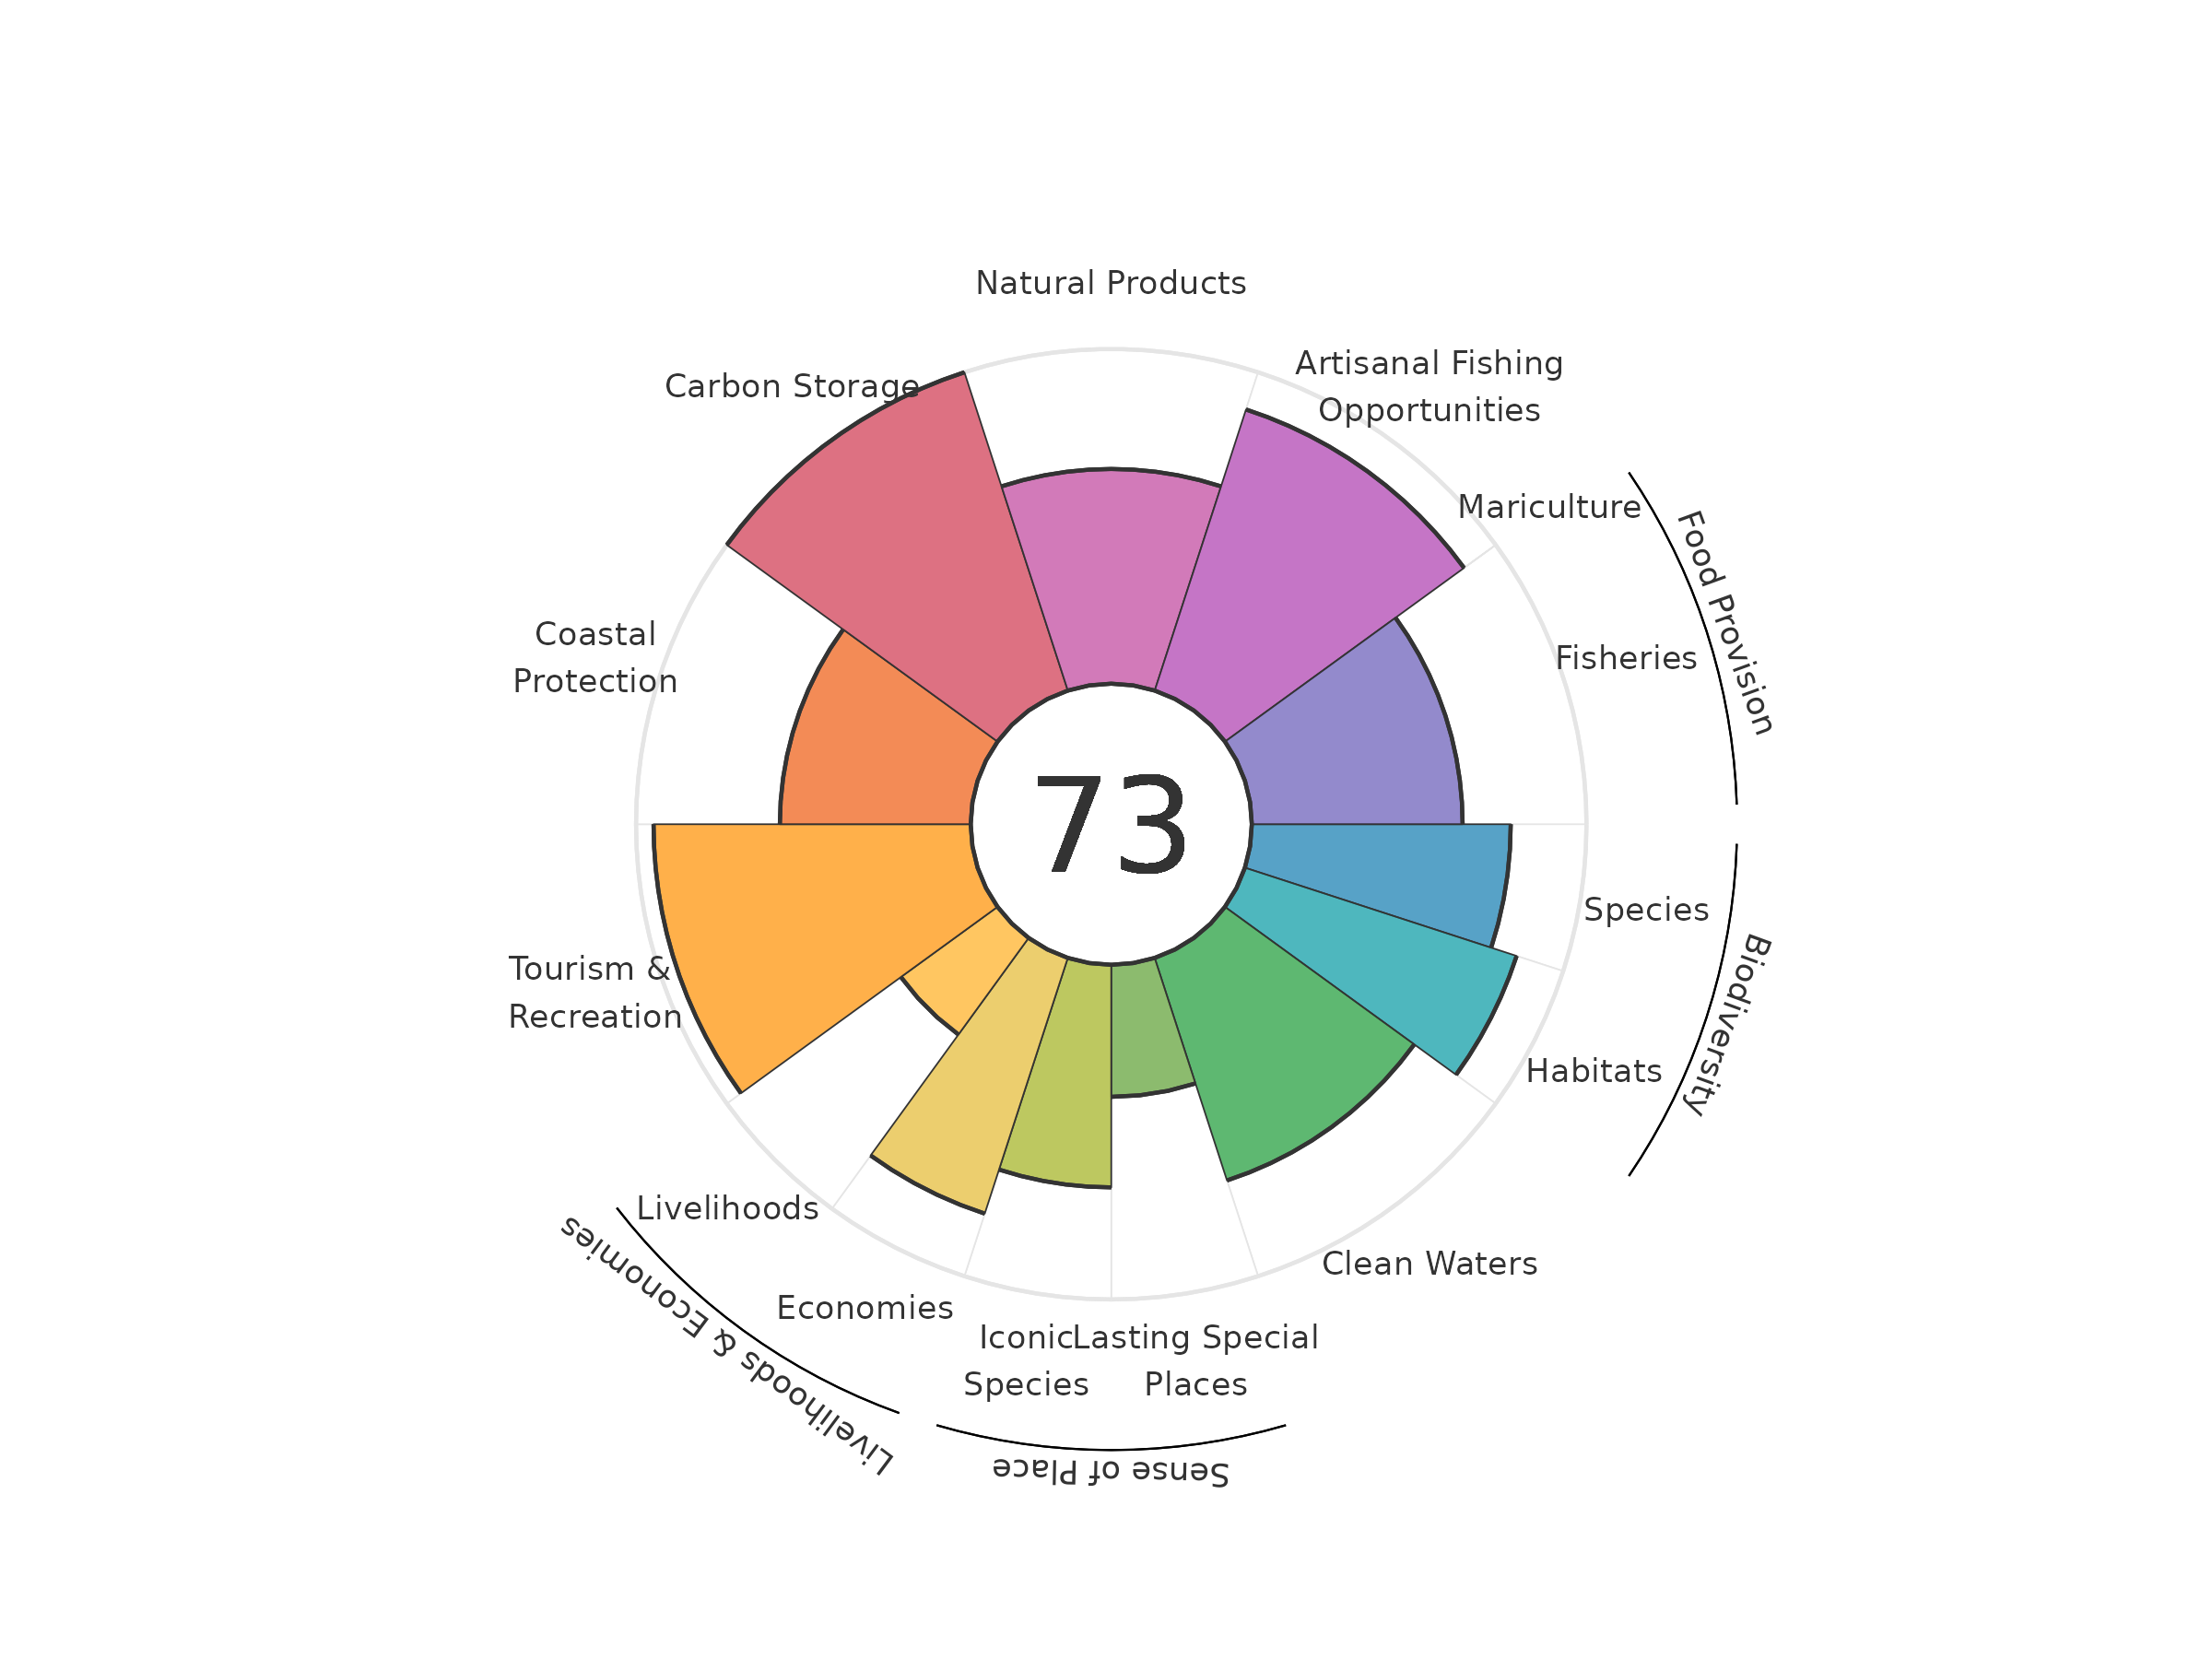 Natural Products
Artisanal Fishing
Opportunities
Carbon Storage
Mariculture
Food Provision
Fisheries
Coastal
Protection
73
Species
Biodiversity
Habitats
Tourism &
Recreation
Livelihoods
Clean Waters
Livelihoods & Economies
Economies
Iconic
Species
Lasting Special
Places
Sense of Place